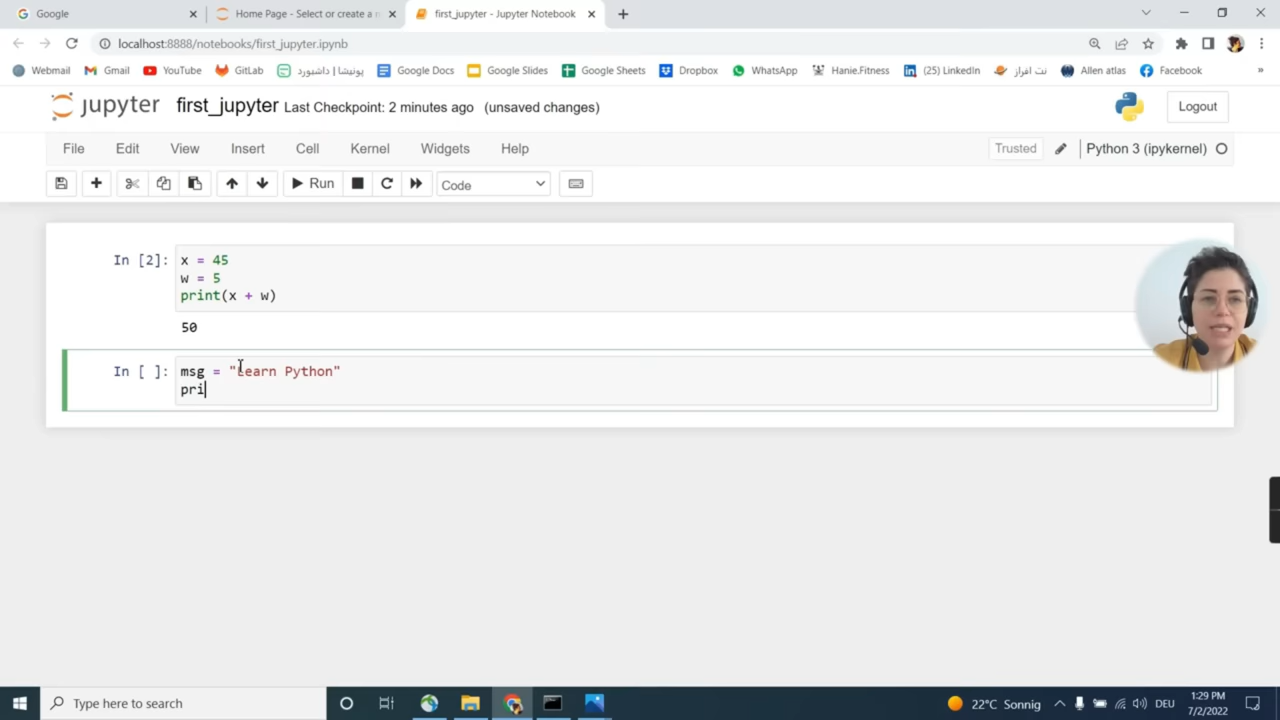 Google
Home Page - Select or create a n
first_jupyter - Jupyter Notebook
localhost:8888/notebooks/first_jupyter.ipynb
Webmail
Gmail
YouTube
GitLab
پونیشا | داشبورد
Google Docs
Google Slides
Google Sheets
Dropbox
WhatsApp
Hanie.Fitness
(25) LinkedIn
نت افراز
Allen atlas
Facebook
»
jupyter first_jupyter Last Checkpoint: 2 minutes ago (unsaved changes)
Logout
File Edit View Insert Cell Kernel Widgets Help
Trusted
Python 3 (ipykernel)
Run
Code
In [2]: x = 45
w = 5
print(x + w)
50
In [ ]: msg = "Learn Python"
pri
Type here to search
22°C Sonnig
DEU
1:29 PM
7/2/2022